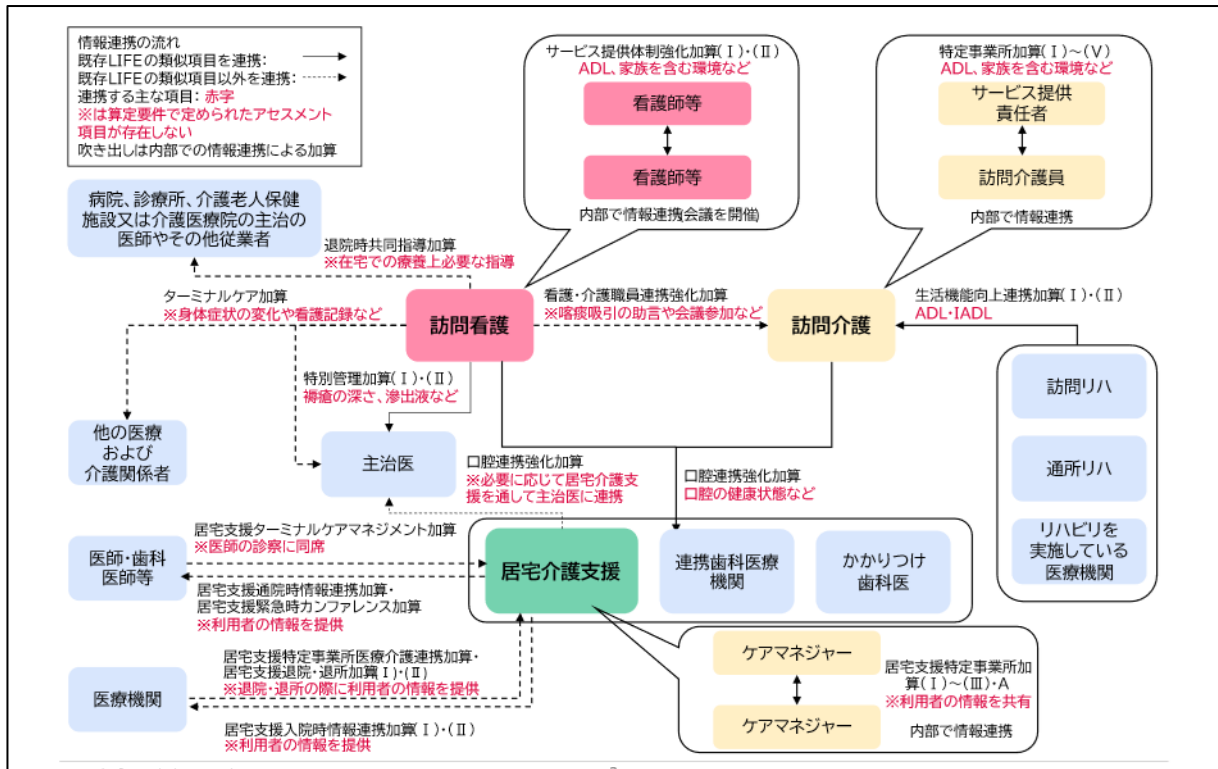 情報連携の流れ
既存LIFEの類似項目を連携:
既存LIFEの類似項目以外を連携:
連携する主な項目: 赤字
※は算定要件で定められたアセスメント
項目が存在しない
吹き出しは内部での情報連携による加算
サービス提供体制強化加算(Ⅰ)・(Ⅱ)
ADL、家族を含む環境など
看護師等
看護師等
内部で情報連携(会議を開催)
特定事業所加算(Ⅰ)～(Ⅴ)
ADL、家族を含む環境など
サービス提供
責任者
訪問介護員
内部で情報連携
病院、診療所、介護老人保健
施設又は介護医療院の主治の
医師やその他従業者
退院時共同指導加算
※在宅での療養上必要な指導
ターミナルケア加算
※身体症状の変化や看護記録など
訪問看護
看護・介護職員連携強化加算
※喀痰吸引の助言や会議参加など
訪問介護
生活機能向上連携加算(Ⅰ)・(Ⅱ)
ADL・IADL
訪問リハ
通所リハ
リハビリを
実施している
医療機関
特別管理加算(Ⅰ)・(Ⅱ)
褥瘡の深さ、滲出液など
他の医療
および
介護関係者
主治医
口腔連携強化加算
※必要に応じて居宅介護支
援を通して主治医に連携
口腔連携強化加算
口腔の健康状態など
居宅支援ターミナルケアマネジメント加算
※医師の診察に同席
医師・歯科
医師等
居宅支援通院時情報連携加算・
居宅支援緊急時カンファレンス加算
※利用者の情報を提供
居宅介護支援
連携歯科医療
機関
かかりつけ
歯科医
居宅支援特定事業所医療介護連携加算・
居宅支援退院・退所加算Ⅰ)・(Ⅱ)
※退院・退所の際に利用者の情報を提供
医療機関
居宅支援入院時情報連携加算(Ⅰ)・(Ⅱ)
※利用者の情報を提供
ケアマネジャー
ケアマネジャー
居宅支援特定事業所加
算(Ⅰ)～(Ⅲ)・A
※利用者の情報を共有
内部で情報連携